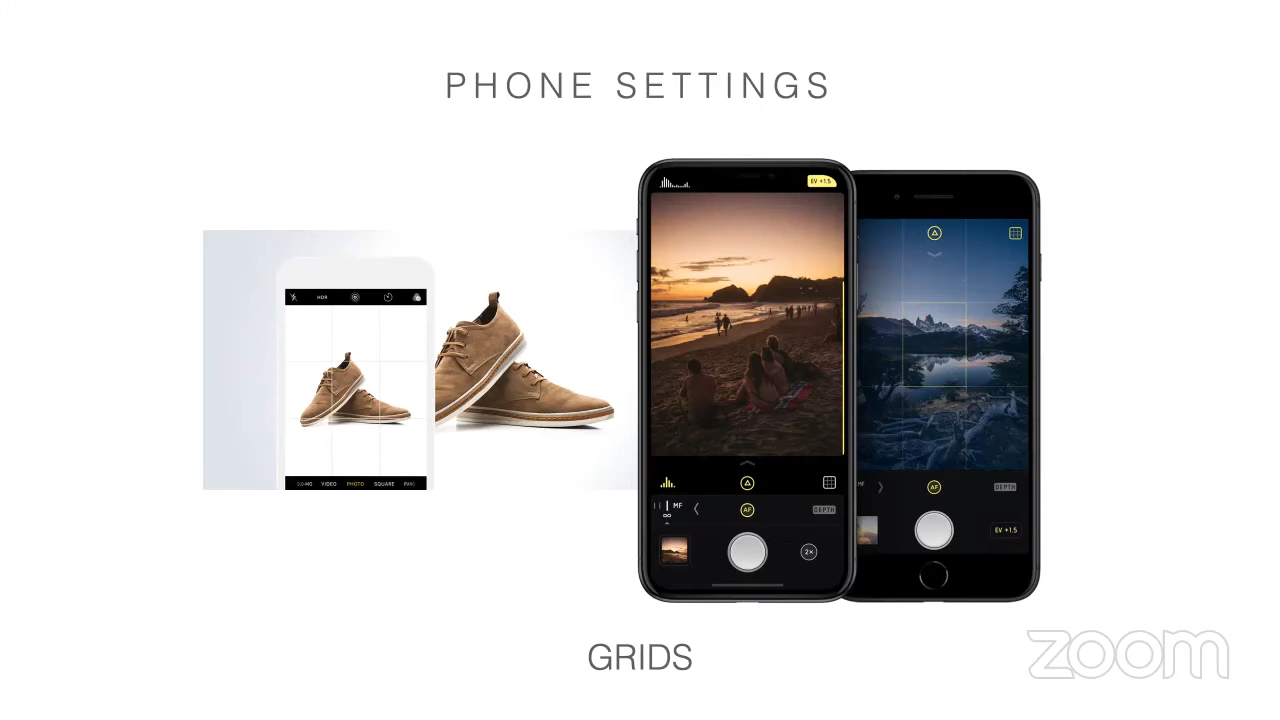 PHONE SETTINGS
EV +1.5
HDR
SLO-MO VIDEO PHOTO SQUARE PANO
MF
AF
DEPTH
2×
MF
AF
DEPTH
EV +1.5
GRIDS
zoom